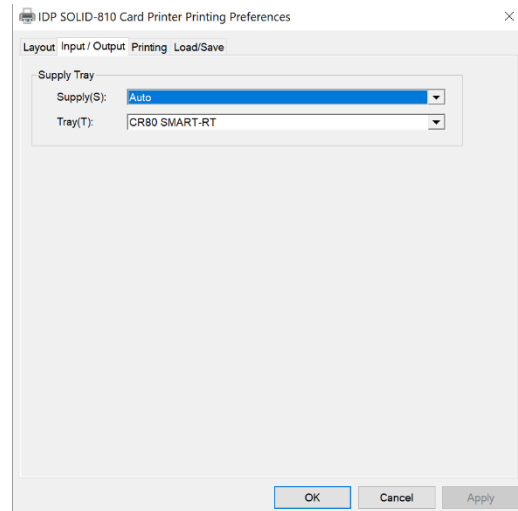 IDP SOLID-810 Card Printer Printing Preferences
Layout Input / Output Printing Load/Save
Supply Tray
Supply(S): Auto
Tray(T): CR80 SMART-RT
OK Cancel Apply